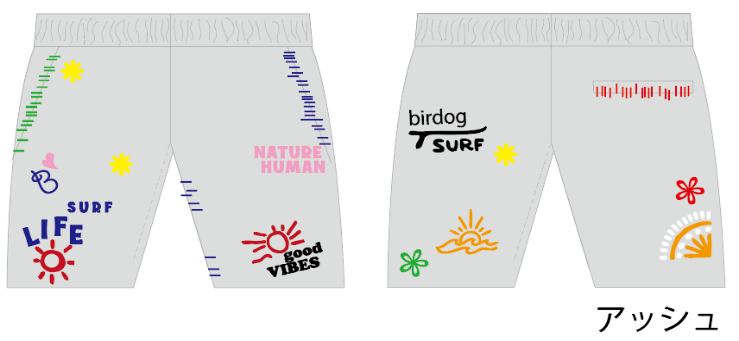 NATURE
HUMAN
B
SURF
LIFE
good
VIBES
birdog
SURF
アッシュ